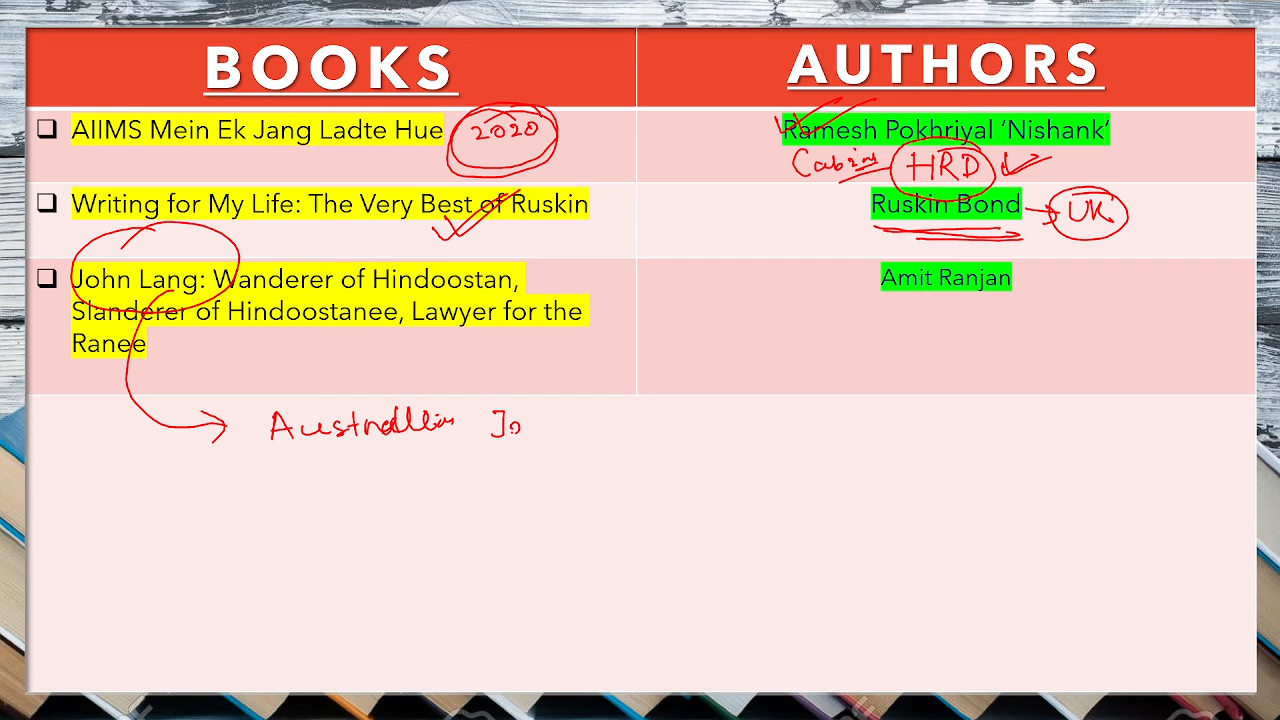 BOOKS
AUTHORS
❑ AIIMS Mein Ek Jang Ladte Hue
2020
Ramesh Pokhriyal ‘Nishank’
HRD
❑ Writing for My Life: The Very Best of Ruskin
Ruskin Bond
UK
❑ John Lang: Wanderer of Hindoostan,
Slanderer of Hindoostanee, Lawyer for the
Ranee
Amit Ranjan
Jo